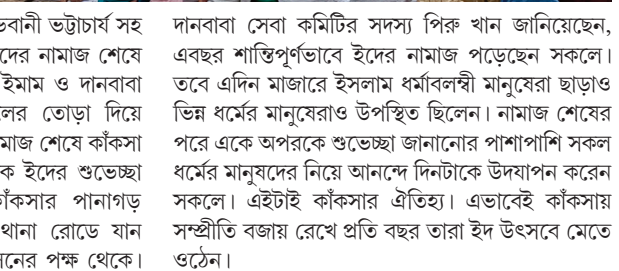 ভবানী ভট্টাচার্য সহ
দের নামাজ শেষে
ইমাম ও দানবাবা
লের তোড়া দিয়ে
মাজ শেষে কাঁকসা
ক ইদের শুভেচ্ছা
কাঁকসার পানাগড়
থানা রোডে যান
সনের পক্ষ থেকে।
দানবাবা সেবা কমিটির সদস্য পিরু খান জানিয়েছেন,
এবছর শান্তিপূর্ণভাবে ইদের নামাজ পড়েছেন সকলে।
তবে এদিন মাজারে ইসলাম ধর্মাবলম্বী মানুষেরা ছাড়াও
ভিন্ন ধর্মের মানুষেরাও উপস্থিত ছিলেন। নামাজ শেষের
পরে একে অপরকে শুভেচ্ছা জানানোর পাশাপাশি সকল
ধর্মের মানুষদের নিয়ে আনন্দে দিনটাকে উদযাপন করেন
সকলে। এইটাই কাঁকসার ঐতিহ্য। এভাবেই কাঁকসায়
সম্প্রীতি বজায় রেখে প্রতি বছর তারা ইদ উৎসবে মেতে
ওঠেন।